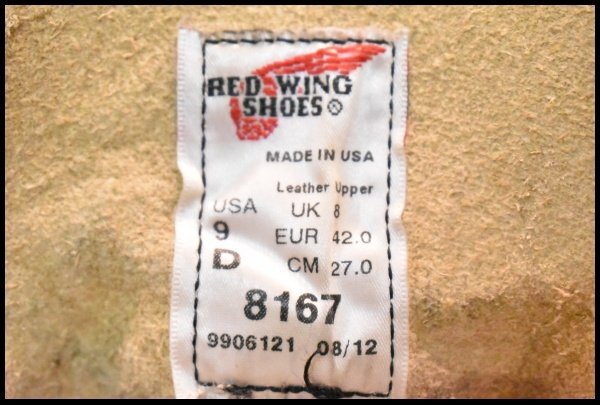 RED WING
SHOES®
MADE IN USA
Leather Upper
USA
9
D
UK 8
EUR 42.0
CM 27.0
8167
9906121 08/12